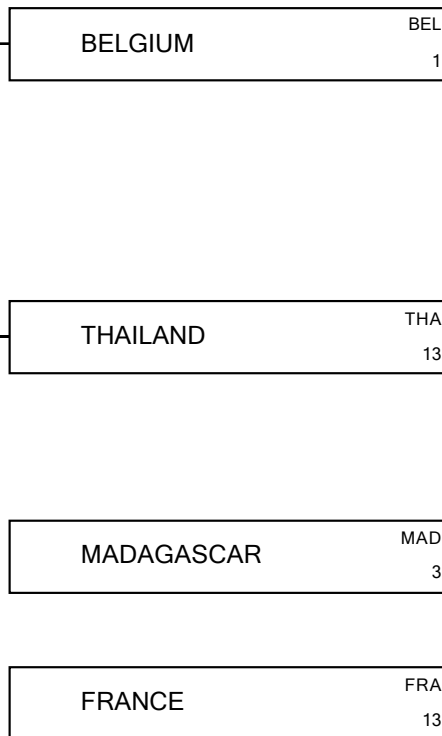 BELGIUM
BEL
1
THAILAND
THA
13
MADAGASCAR
MAD
3
FRANCE
FRA
13